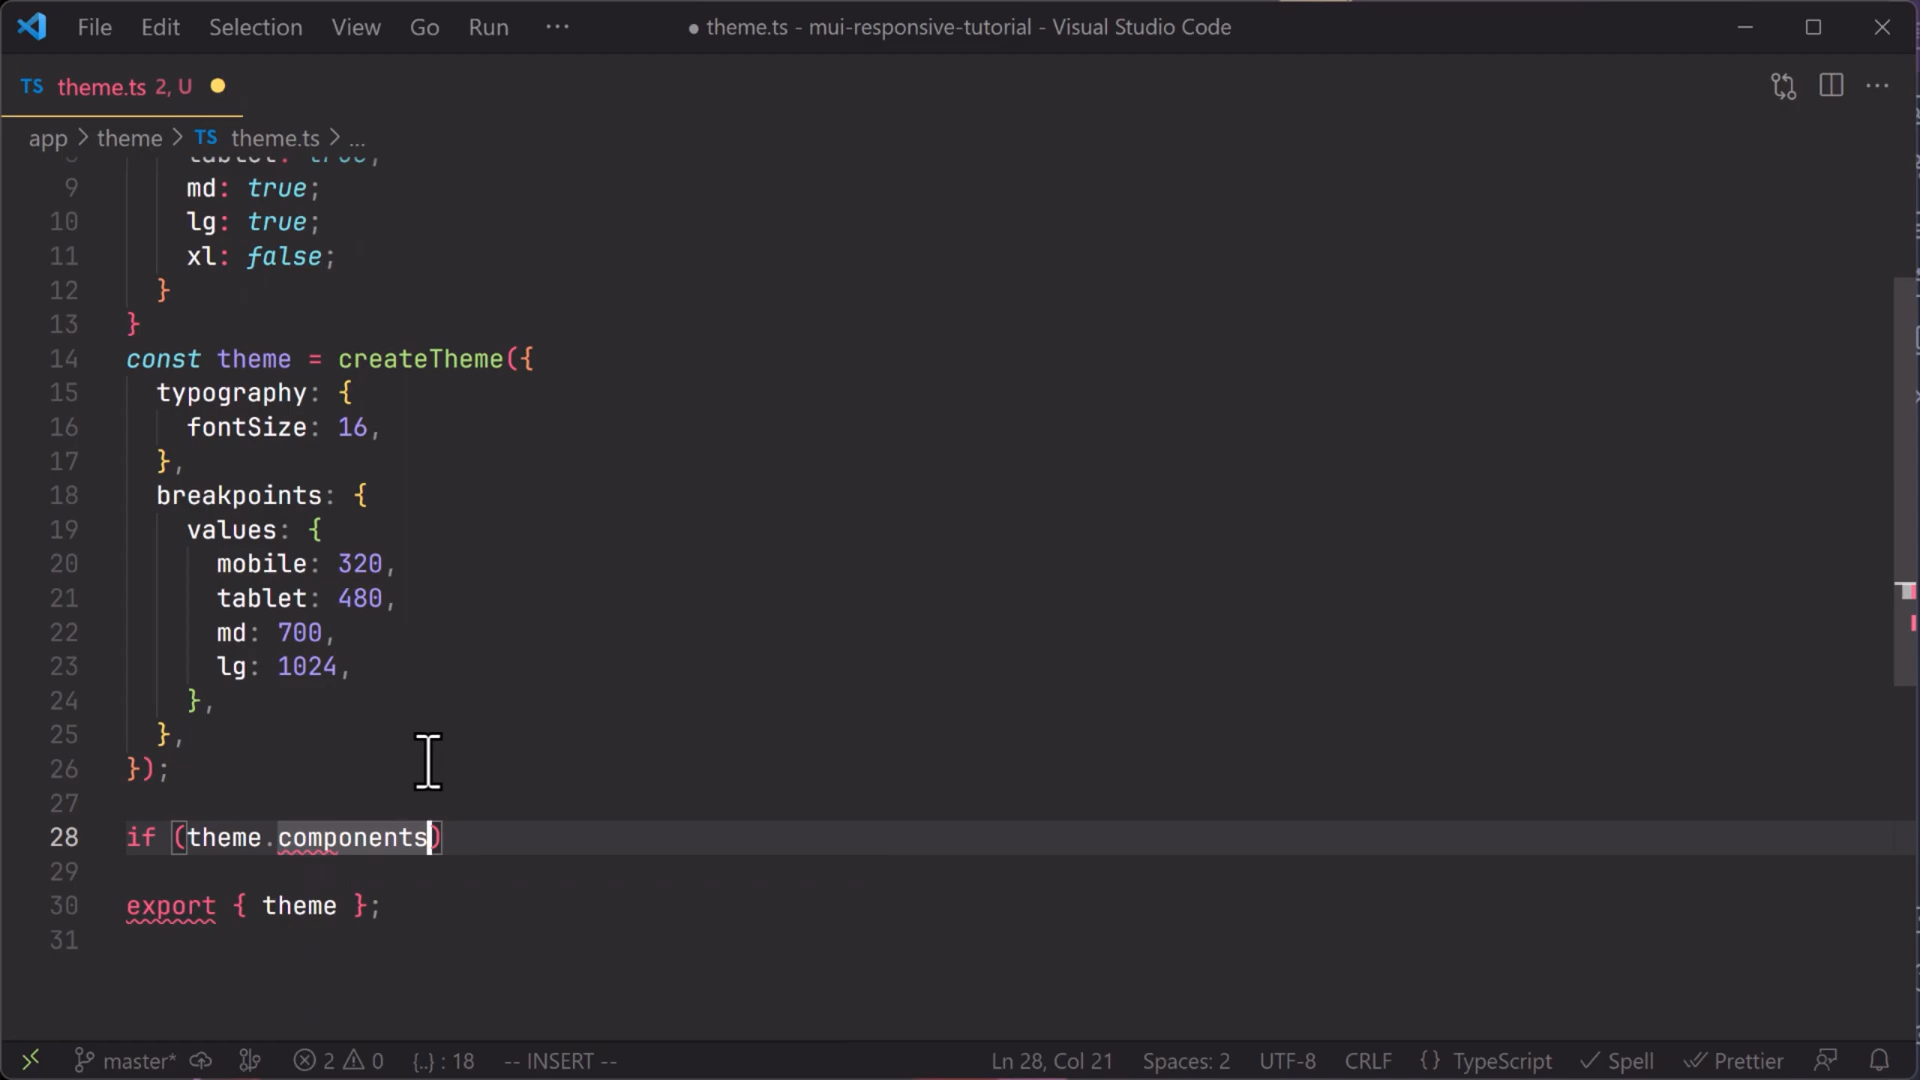 File Edit Selection View Go Run ···
● theme.ts - mui-responsive-tutorial - Visual Studio Code
TS theme.ts 2, U
app > theme > TS theme.ts > ...
tablet: true;
9 md: true;
10 lg: true;
11 xl: false;
12 }
13 }
14 const theme = createTheme({
15 typography: {
16 fontSize: 16,
17 },
18 breakpoints: {
19 values: {
20 mobile: 320,
21 tablet: 480,
22 md: 700,
23 lg: 1024,
24 },
25 },
26 });
27
28 if (theme.components)
29
30 export { theme };
31
master* 2 0 {..} : 18 -- INSERT -- Ln 28, Col 21 Spaces: 2 UTF-8 CRLF {} TypeScript ✓ Spell ✓✓ Prettier